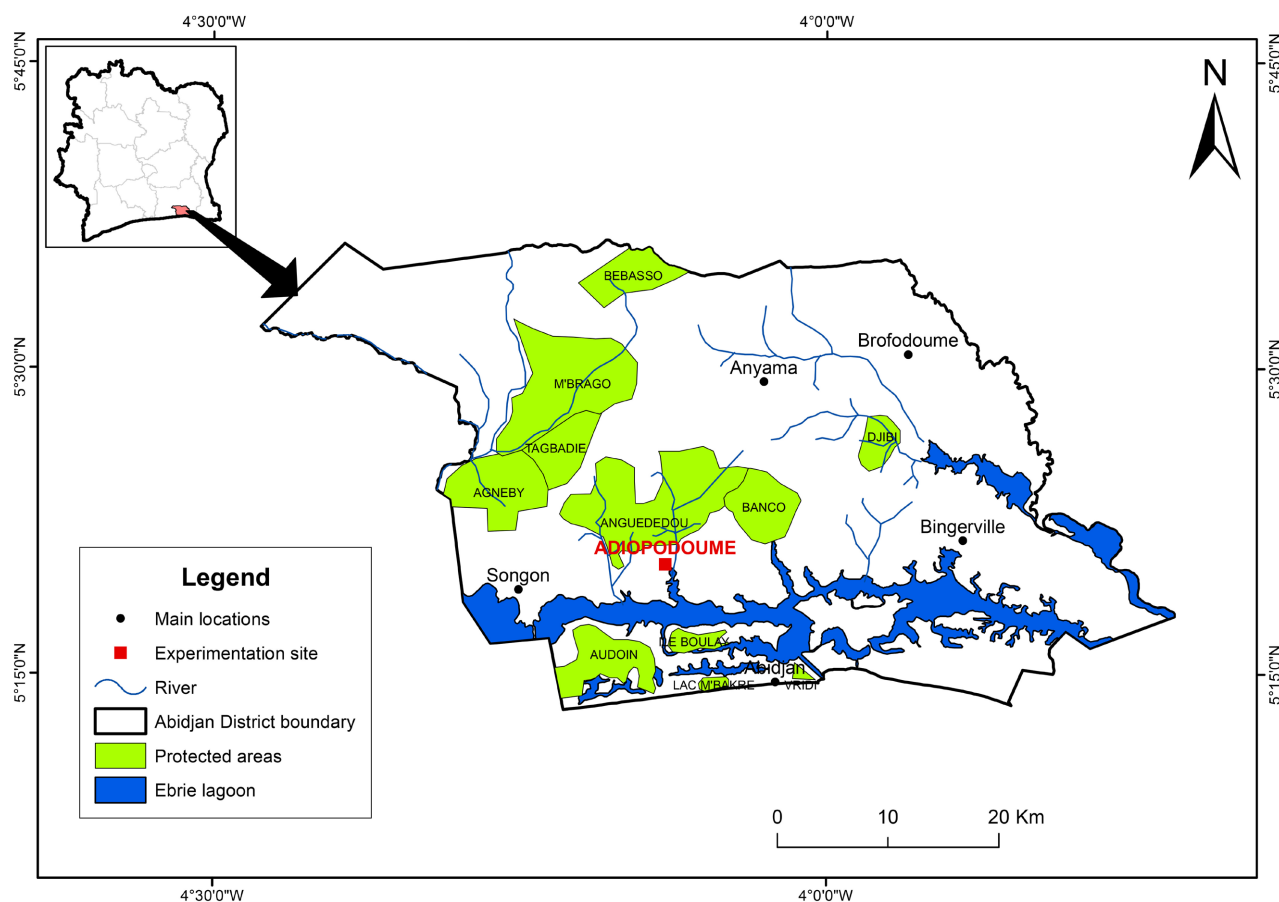 4°30'0"W
4°0'0"W
5°45'0"N
5°45'0"N
N
BEBASSO
Brofodoume
5°30'0"N
5°30'0"N
Anyama
M'BRAGO
DJIBI
TAGBADIE
AGNEBY
BANCO
ANGUEDEDOU
Bingerville
ADIOPODOUME
Songon
Legend
Main locations
Experimentation site
River
Abidjan District boundary
Protected areas
Ebrie lagoon
ILE BOULAY
AUDOIN
Abidjan
5°15'0"N
5°15'0"N
LAC M'BAKRE
VRIDI
0
10
20 Km
4°30'0"W
4°0'0"W